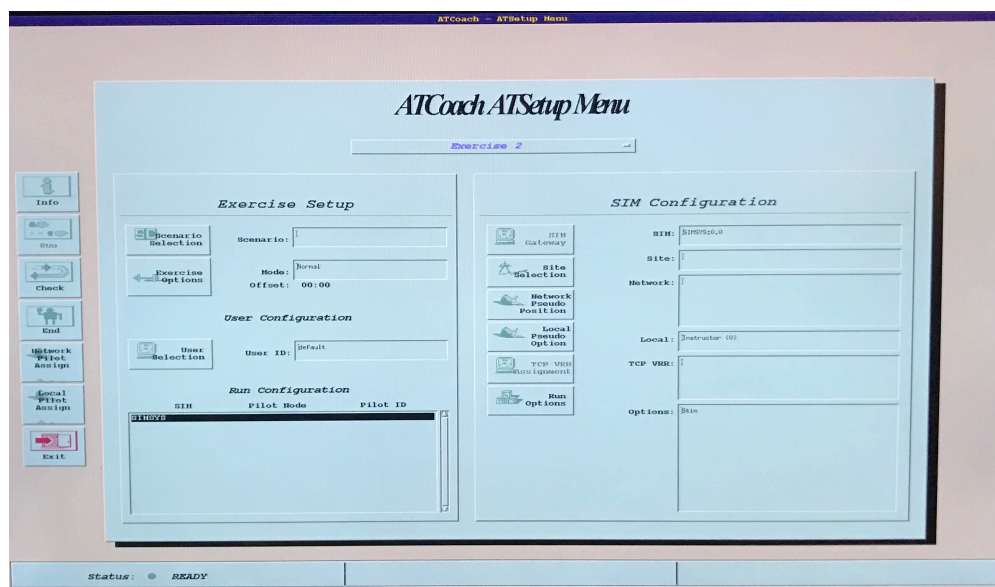 ATCoach - ATSetup Menu
ATCoach ATSetup Menu
Exercise 2
Info
Run
Check
End
Network
Pilot
Assign
Local
Pilot
Assign
Exit
Exercise Setup
Scenario
Selection
Scenario:
Exercise
Options
Mode: Normal
Offset: 00:00
User Configuration
User
Selection
User ID: default
Run Configuration
SIM Pilot Node Pilot ID
SIMSYS
SIM Configuration
SIM
Gateway
SIM: SIMSYS:0.0
Site
Selection
Site:
Network
Pseudo
Position
Network:
Local
Pseudo
Option
Local: Instructor (0)
TCP VRR
Assignment
TCP VRR:
Run
Options
Options: Stim
Status: READY